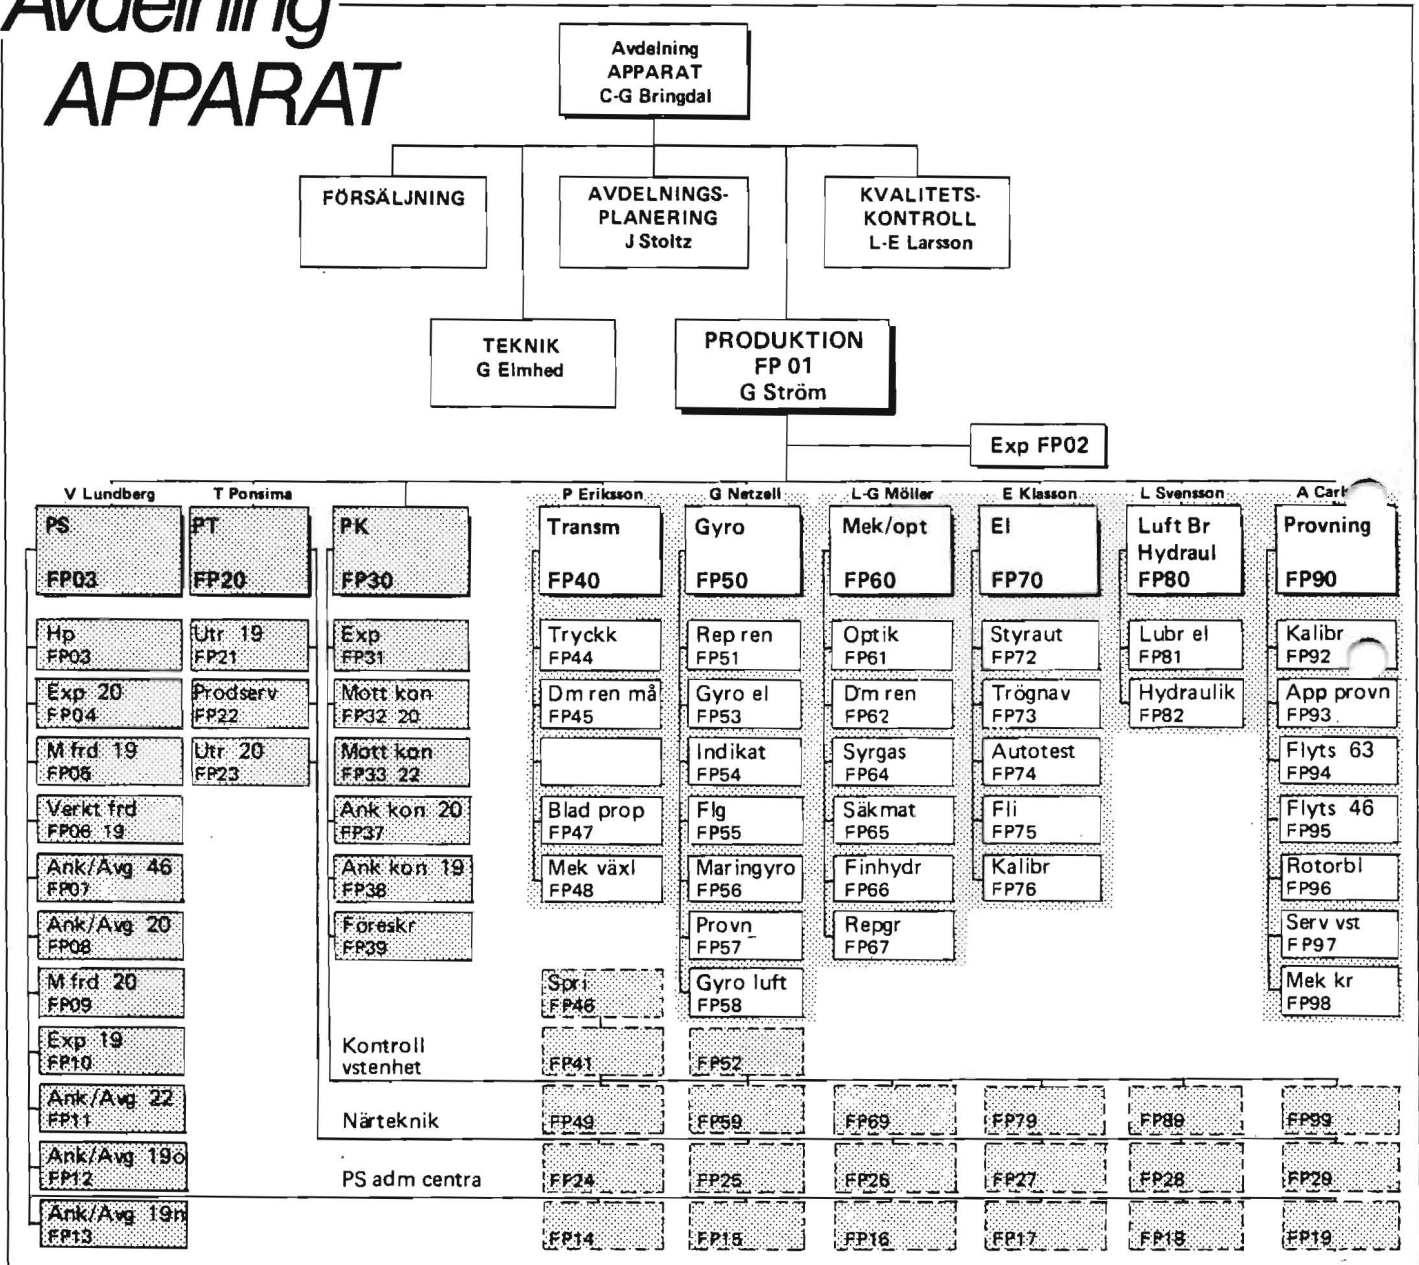 Avdelning
APPARAT
Avdelning
APPARAT
C-G Bringdal
FÖRSÄLJNING
AVDELNINGS-
PLANERING
J Stoltz
KVALITETS-
KONTROLL
L-E Larsson
TEKNIK
G Elmhed
PRODUKTION
FP 01
G Ström
Exp FP02
V Lundberg
PS
FP03
Hp
FP03
Exp 20
FP04
M frd 19
FP05
Verkt frd
FP06 19
Ank/Avg 46
FP07
Ank/Avg 20
FP08
M frd 20
FP09
Exp 19
FP10
Ank/Avg 22
FP11
Ank/Avg 19ö
FP12
Ank/Avg 19n
FP13
T Ponsima
PT
FP20
Utr 19
FP21
Prodserv
FP22
Utr 20
FP23
PK
FP30
Exp
FP31
Mott kon
FP32 20
Mott kon
FP33 22
Ank kon 20
FP37
Ank kon 19
FP38
Föreskr
FP39
P Eriksson
Transm
FP40
Tryckk
FP44
Dm ren må
FP45
Blad prop
FP47
Mek växl
FP48
Spri
FP46
G Netzell
Gyro
FP50
Rep ren
FP51
Gyro el
FP53
Indikat
FP54
Flg
FP55
Maringyro
FP56
Provn
FP57
Gyro luft
FP58
L-G Möller
Mek/opt
FP60
Optik
FP61
Dm ren
FP62
Syrgas
FP64
Säkmat
FP65
Finhydr
FP66
Repgr
FP67
E Klasson
El
FP70
Styraut
FP72
Trögnav
FP73
Autotest
FP74
Fli
FP75
Kalibr
FP76
L Svensson
Luft Br
Hydraul
FP80
Lubr el
FP81
Hydraulik
FP82
A
Provning
FP90
Kalibr
FP92
App provn
FP93
Flyts 63
FP94
Flyts 46
FP95
Rotorbl
FP96
Serv vst
FP97
Mek kr
FP98
Kontroll
vstenhet
FP41
FP52
Närteknik
FP49
FP59
FP69
FP79
FP89
FP99
PS adm centra
FP24
FP25
FP26
FP27
FP28
FP29
FP14
FP15
FP16
FP17
FP18
FP19